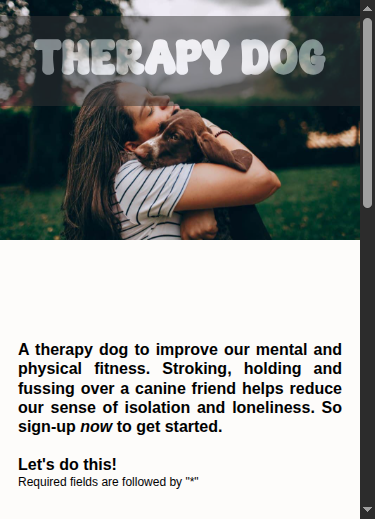 THERAPY DOG
A therapy dog to improve our mental and
physical fitness. Stroking, holding and
fussing over a canine friend helps reduce
our sense of isolation and loneliness. So
sign-up now to get started.
Let's do this!
Required fields are followed by "*"